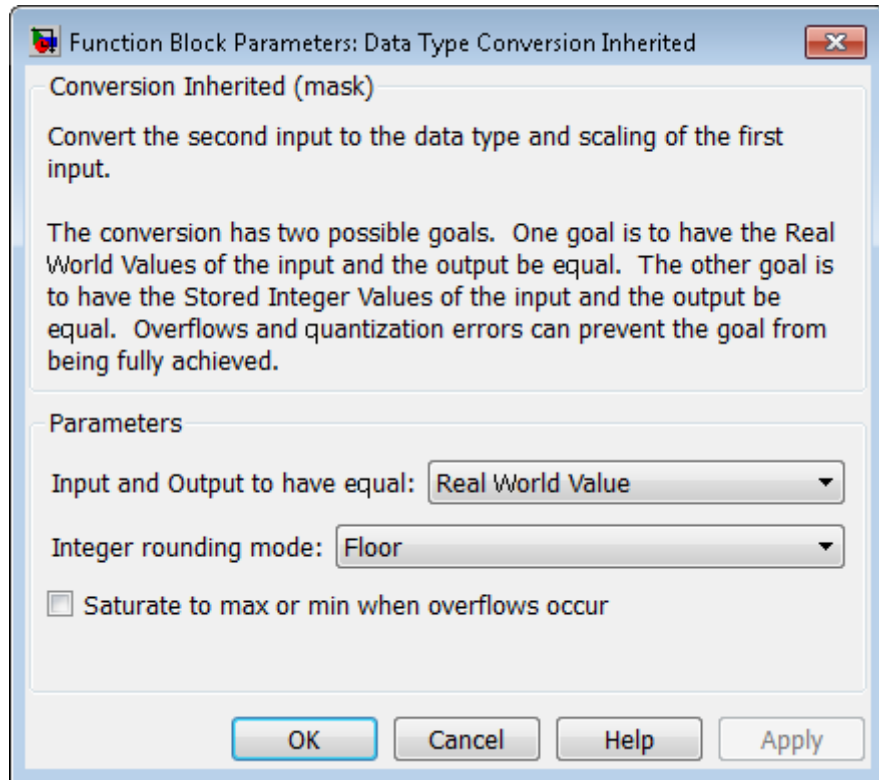 Function Block Parameters: Data Type Conversion Inherited
Conversion Inherited (mask)
Convert the second input to the data type and scaling of the first
input.
The conversion has two possible goals.  One goal is to have the Real
World Values of the input and the output be equal.  The other goal is
to have the Stored Integer Values of the input and the output be
equal.  Overflows and quantization errors can prevent the goal from
being fully achieved.
Parameters
Input and Output to have equal: Real World Value
Integer rounding mode: Floor
Saturate to max or min when overflows occur
OK Cancel Help Apply